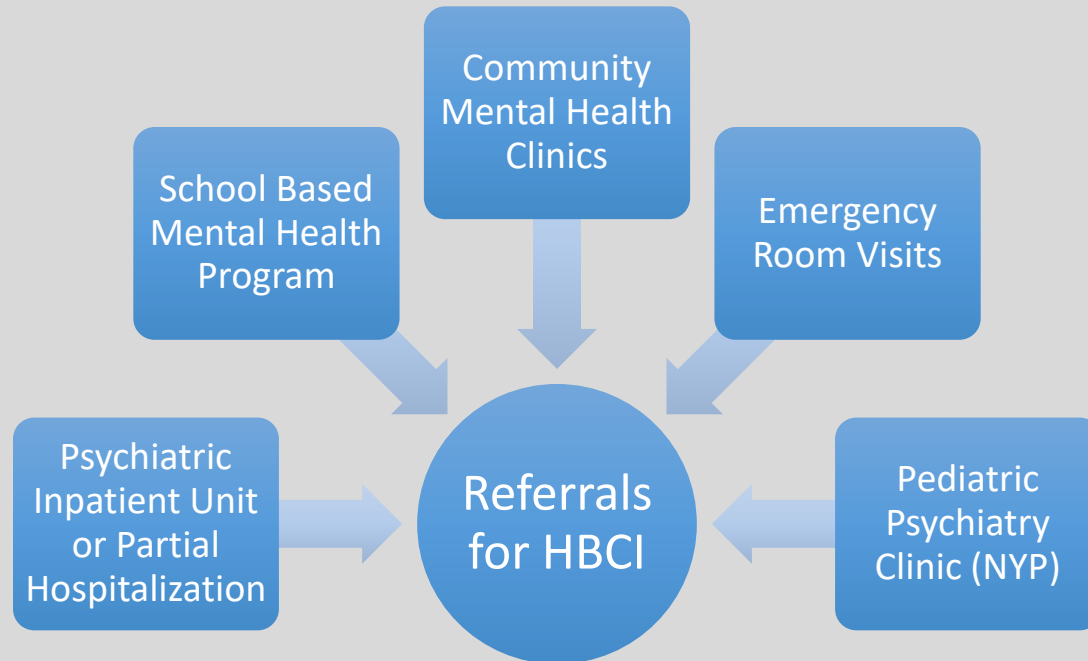 Community
Mental Health
Clinics
School Based
Mental Health
Program
Emergency
Room Visits
Psychiatric
Inpatient Unit
or Partial
Hospitalization
Referrals
for HBCI
Pediatric
Psychiatry
Clinic (NYP)